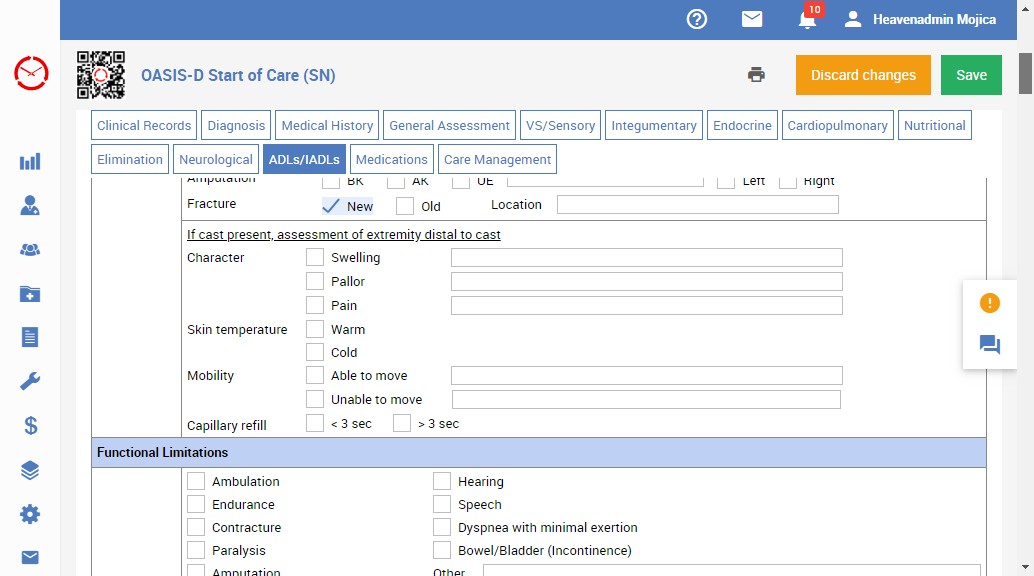 10
Heavenadmin Mojica
OASIS-D Start of Care (SN)
Discard changes
Save
Clinical Records Diagnosis Medical History General Assessment VS/Sensory Integumentary Endocrine Cardiopulmonary Nutritional
Elimination Neurological ADLs/IADLs Medications Care Management
Amputation BK AK UE Left Right
Fracture New Old Location
If cast present, assessment of extremity distal to cast
Character Swelling
Pallor
Pain
Skin temperature Warm
Cold
Mobility Able to move
Unable to move
Capillary refill < 3 sec > 3 sec
Functional Limitations
Ambulation Hearing
Endurance Speech
Contracture Dyspnea with minimal exertion
Paralysis Bowel/Bladder (Incontinence)
Amputation Other